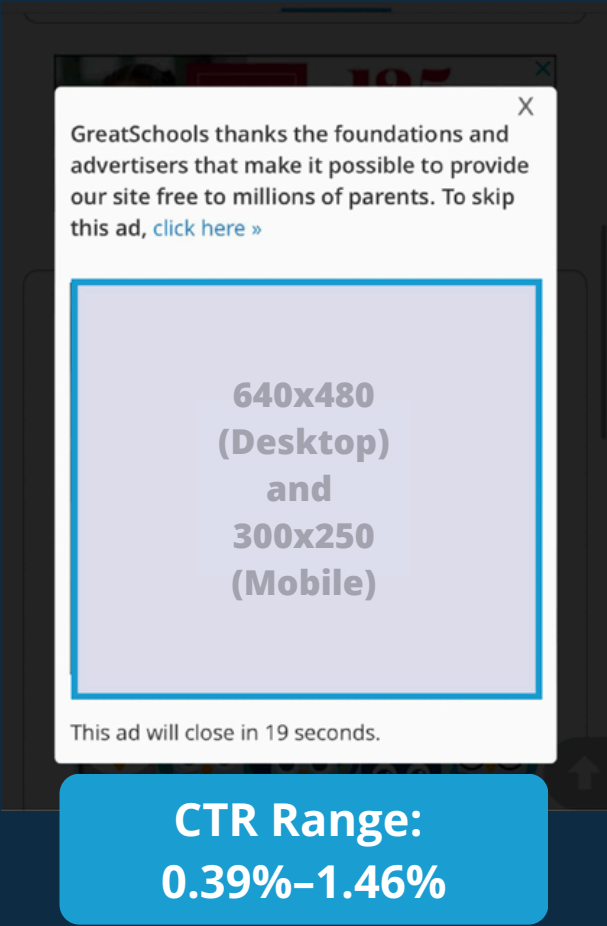 185
X
GreatSchools thanks the foundations and
advertisers that make it possible to provide
our site free to millions of parents. To skip
this ad, click here »
640x480
(Desktop)
and
300x250
(Mobile)
This ad will close in 19 seconds.
CTR Range:
0.39%–1.46%